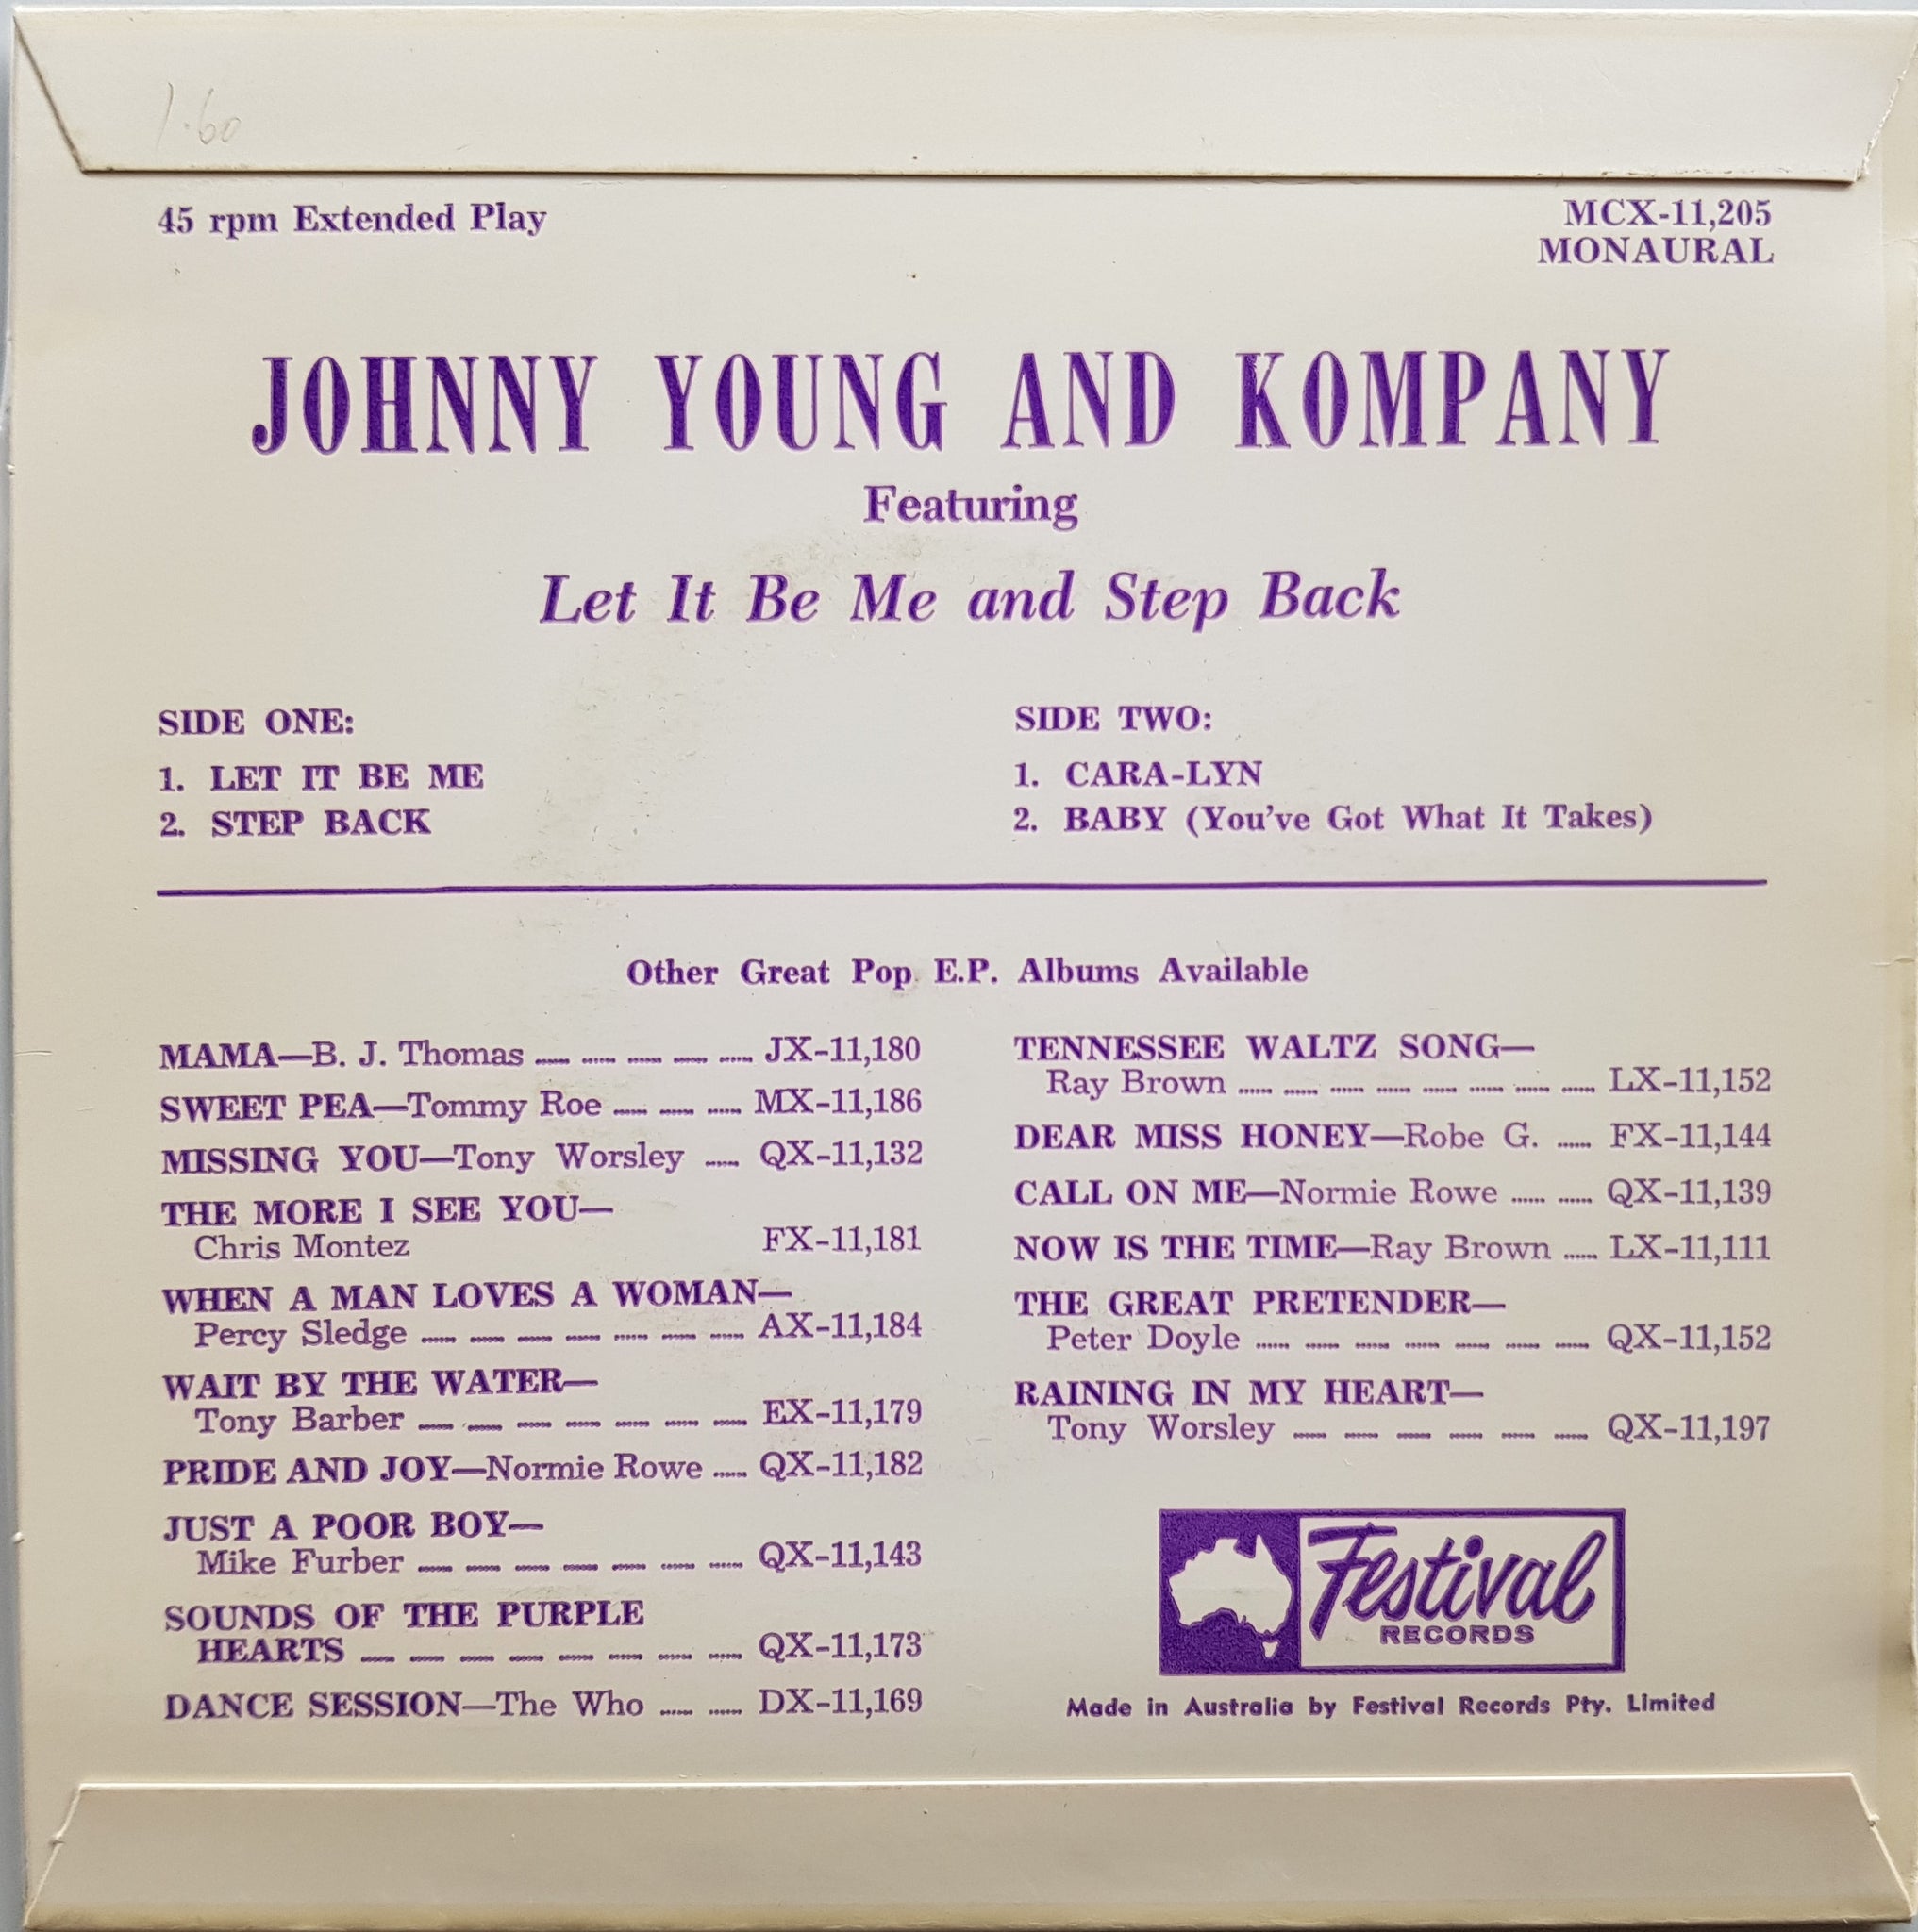 1.60
45 rpm Extended Play
MCX-11,205
MONAURAL
JOHNNY YOUNG AND KOMPANY
Featuring
Let It Be Me and Step Back
SIDE ONE:
1. LET IT BE ME
2. STEP BACK
SIDE TWO:
1. CARA-LYN
2. BABY (You've Got What It Takes)
Other Great Pop E.P. Albums Available
MAMA—B. J. Thomas ...... ...... ...... ...... ...... JX-11,180
SWEET PEA—Tommy Roe ...... ...... ...... MX-11,186
MISSING YOU—Tony Worsley ...... QX-11,132
THE MORE I SEE YOU—
Chris Montez FX-11,181
WHEN A MAN LOVES A WOMAN—
Percy Sledge ...... ...... ...... ...... ...... ...... ...... AX-11,184
WAIT BY THE WATER—
Tony Barber ...... ...... ...... ...... ...... ...... ...... EX-11,179
PRIDE AND JOY—Normie Rowe ...... QX-11,182
JUST A POOR BOY—
Mike Furber ...... ...... ...... ...... ...... ...... ...... QX-11,143
SOUNDS OF THE PURPLE
HEARTS ...... ...... ...... ...... ...... ...... ...... ...... QX-11,173
DANCE SESSION—The Who ...... ...... DX-11,169
TENNESSEE WALTZ SONG—
Ray Brown ...... ...... ...... ...... ...... ...... ...... ...... LX-11,152
DEAR MISS HONEY—Robe G. ...... FX-11,144
CALL ON ME—Normie Rowe ...... ...... QX-11,139
NOW IS THE TIME—Ray Brown ...... LX-11,111
THE GREAT PRETENDER—
Peter Doyle ...... ...... ...... ...... ...... ...... ...... QX-11,152
RAINING IN MY HEART—
Tony Worsley ...... ...... ...... ...... ...... ...... QX-11,197
Festival
RECORDS
Made in Australia by Festival Records Pty. Limited